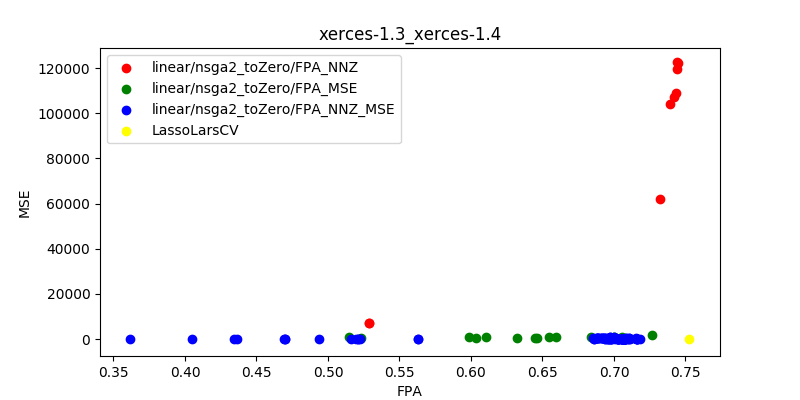 xerces-1.3_xerces-1.4
linear/nsga2_toZero/FPA_NNZ
linear/nsga2_toZero/FPA_MSE
linear/nsga2_toZero/FPA_NNZ_MSE
LassoLarsCV
MSE
120000
100000
80000
60000
40000
20000
0
0.35 0.40 0.45 0.50 0.55 0.60 0.65 0.70 0.75
FPA